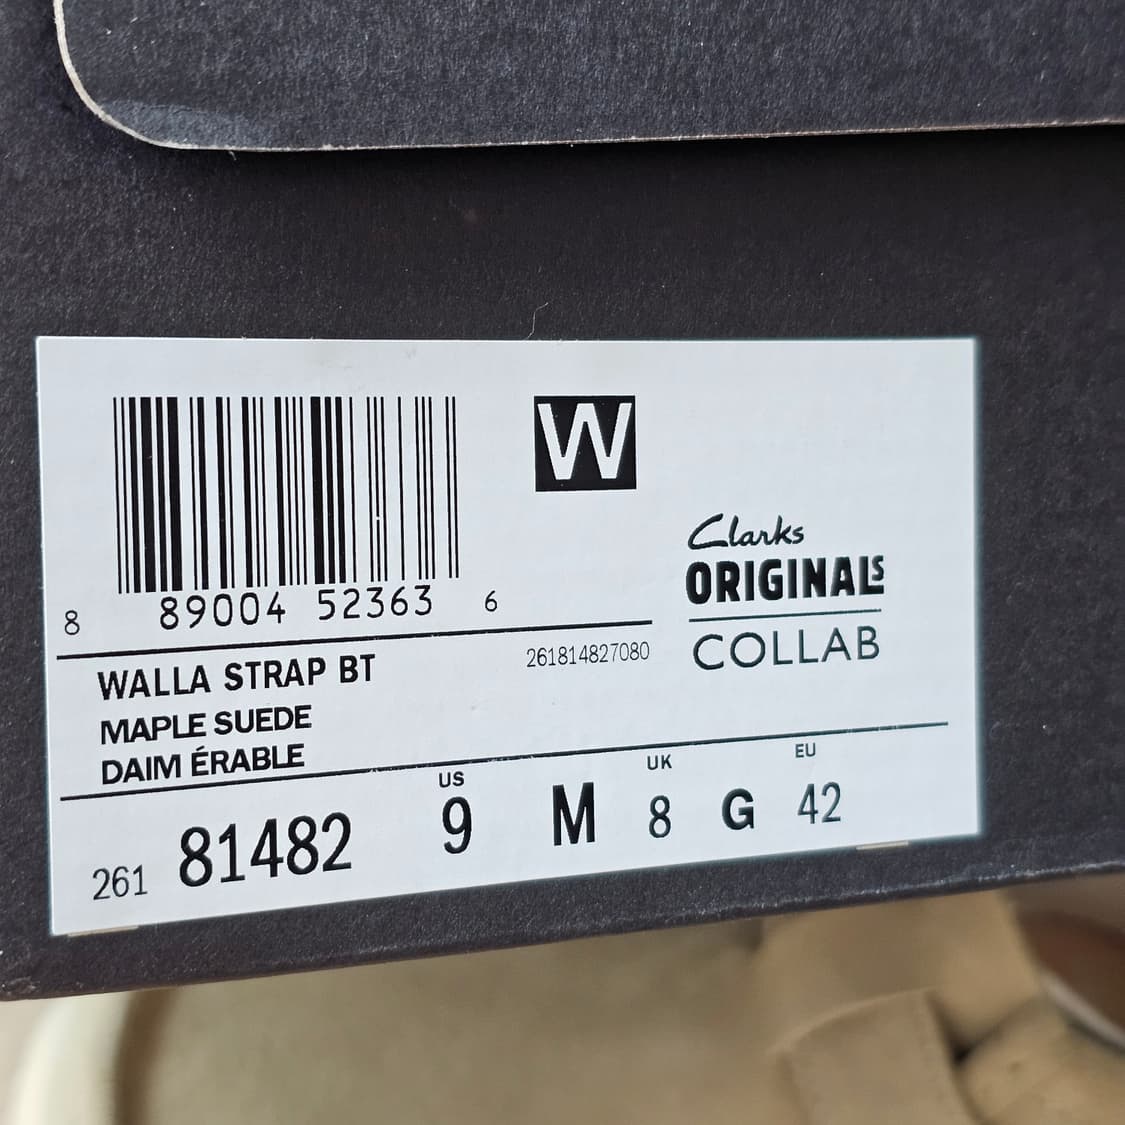 W
8 89004 52363 6
Clarks
ORIGINALS
COLLAB
261814827080
WALLA STRAP BT
MAPLE SUEDE
DAIM ÉRABLE
US UK EU
261 81482 9 M 8 G 42